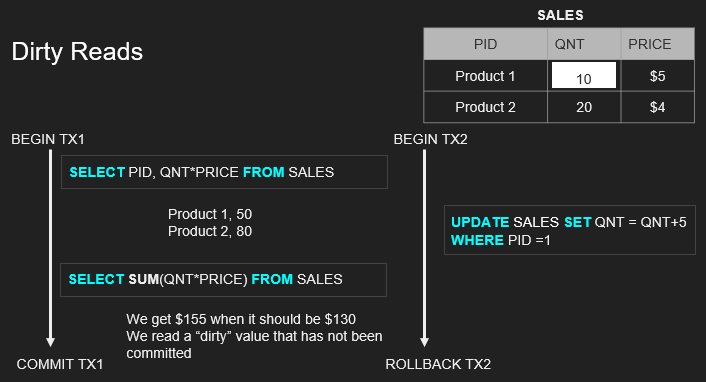 SALES
PID QNT PRICE
Product 1 10 $5
Product 2 20 $4
Dirty Reads
BEGIN TX1
BEGIN TX2
SELECT PID, QNT*PRICE FROM SALES
Product 1, 50
Product 2, 80
UPDATE SALES SET QNT = QNT+5
WHERE PID =1
SELECT SUM(QNT*PRICE) FROM SALES
We get $155 when it should be $130
We read a “dirty” value that has not been
committed
COMMIT TX1
ROLLBACK TX2